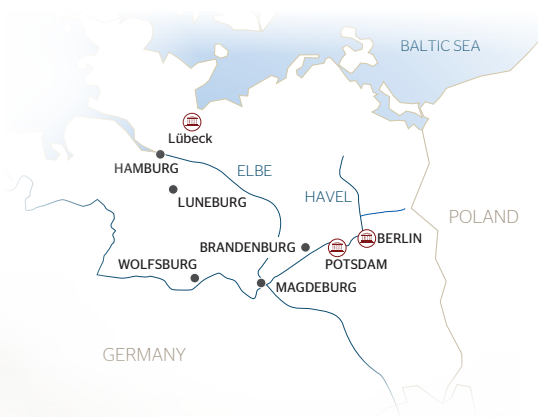 BALTIC SEA
Lübeck
HAMBURG
ELBE
LUNEBURG
HAVEL
POLAND
BRANDENBURG
BERLIN
WOLFSBURG
POTSDAM
MAGDEBURG
GERMANY